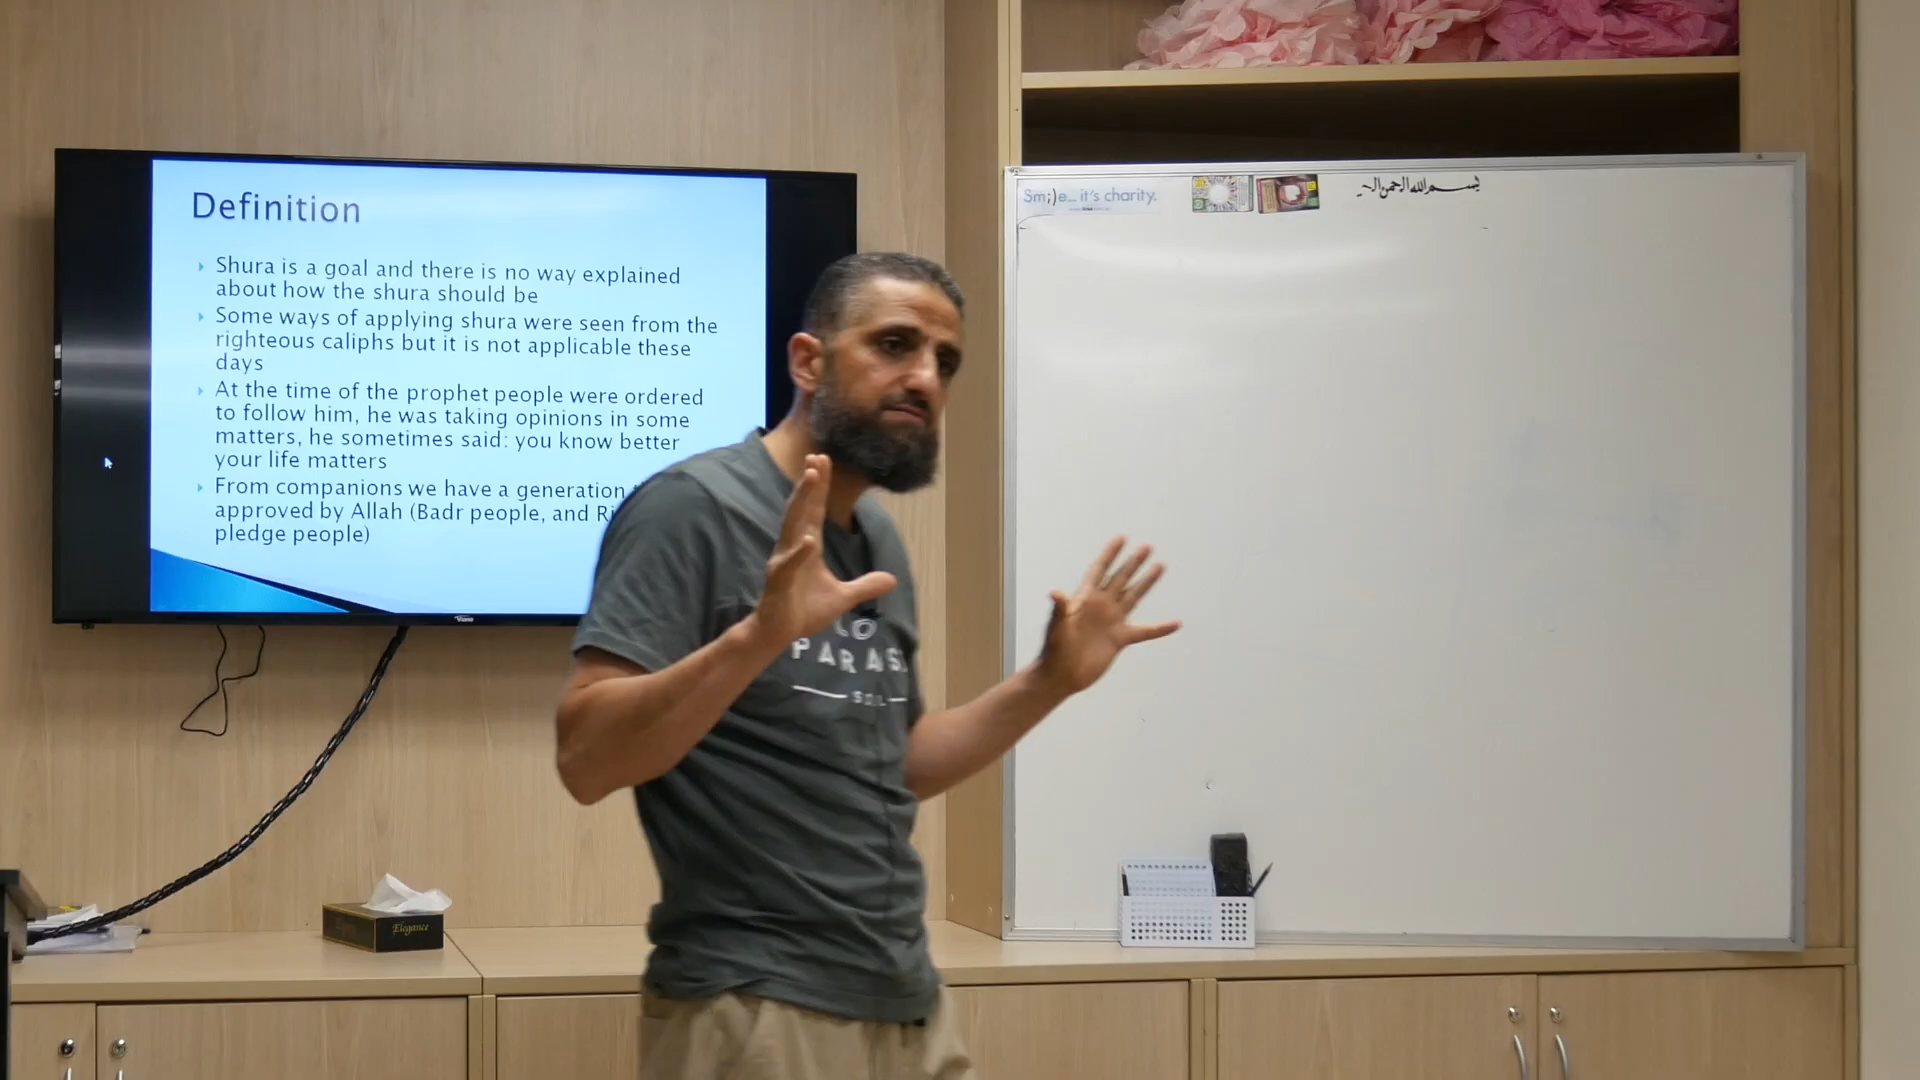 Definition
Shura is a goal and there is no way explained
about how the shura should be
Some ways of applying shura were seen from the
righteous caliphs but it is not applicable these
days
At the time of the prophet people were ordered
to follow him, he was taking opinions in some
matters, he sometimes said: you know better
your life matters
From companions we have a generation
approved by Allah (Badr people, and
pledge people)
Sm;)e... it's charity.
بسم الله الرحمن
PARA
Elegance